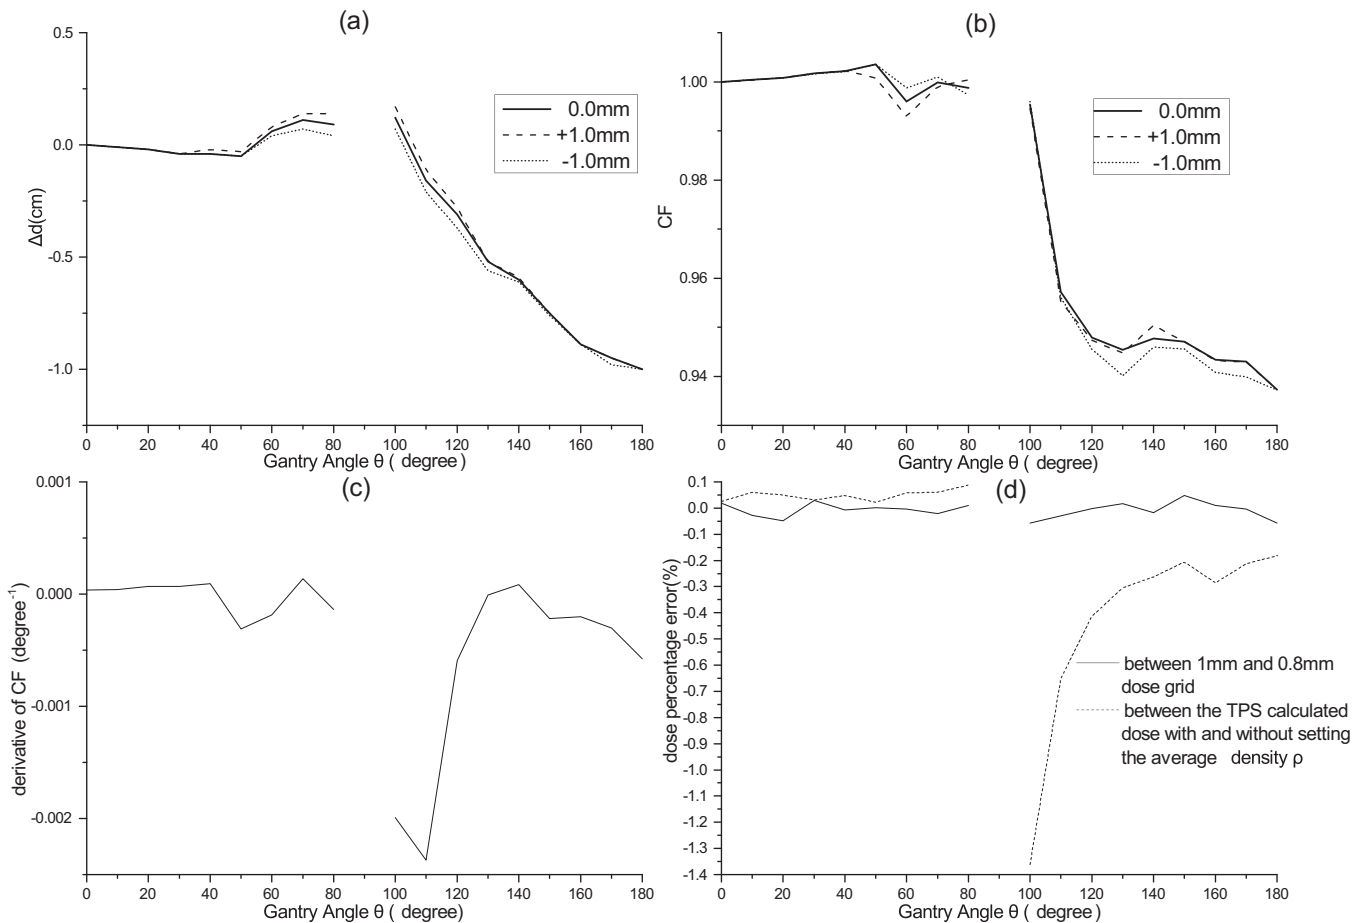 (a)
0.5
0.0
-0.5
-1.0
Δd(cm)
0.0mm
+1.0mm
-1.0mm
0 20 40 60 80 100 120 140 160 180
Gantry Angle θ ( degree)
(b)
1.00
0.98
0.96
0.94
CF
0.0mm
+1.0mm
-1.0mm
0 20 40 60 80 100 120 140 160 180
Gantry Angle θ ( degree)
(c)
0.001
0.000
-0.001
-0.002
derivative of CF (degree⁻¹)
0 20 40 60 80 100 120 140 160 180
Gantry Angle θ ( degree)
(d)
0.1
0.0
-0.1
-0.2
-0.3
-0.4
-0.5
-0.6
-0.7
-0.8
-0.9
-1.0
-1.1
-1.2
-1.3
-1.4
dose percentage error(%)
between 1mm and 0.8mm
dose grid
between the TPS calculated
dose with and without setting
the average density ρ
0 20 40 60 80 100 120 140 160 180
Gantry Angle θ ( degree)